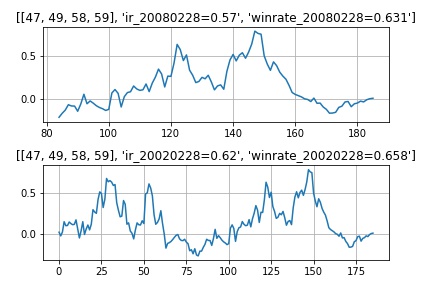 [[47, 49, 58, 59], 'ir_20080228=0.57', 'winrate_20080228=0.631']
0.5
0.0
80 100 120 140 160 180
[[47, 49, 58, 59], 'ir_20020228=0.62', 'winrate_20020228=0.658']
0.5
0.0
0 25 50 75 100 125 150 175